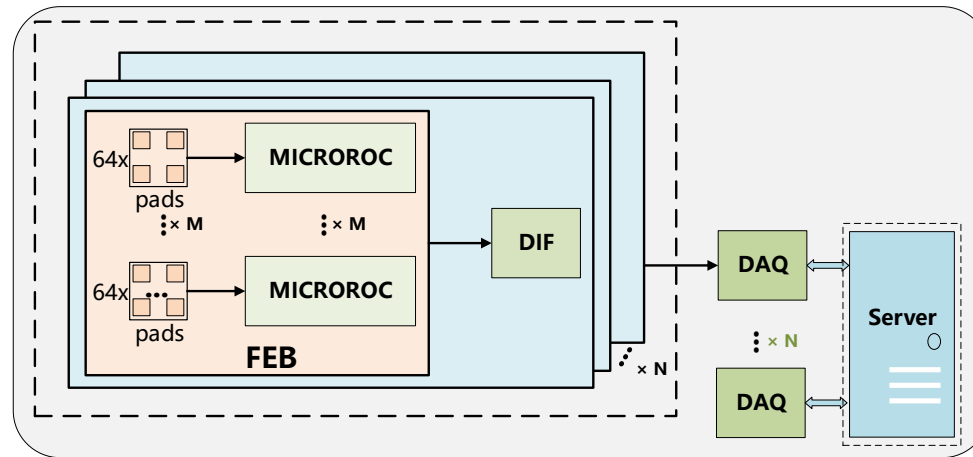 64x
MICROROC
pads
× M
× M
DIF
64x
...
MICROROC
pads
FEB
× N
DAQ
× N
DAQ
Server